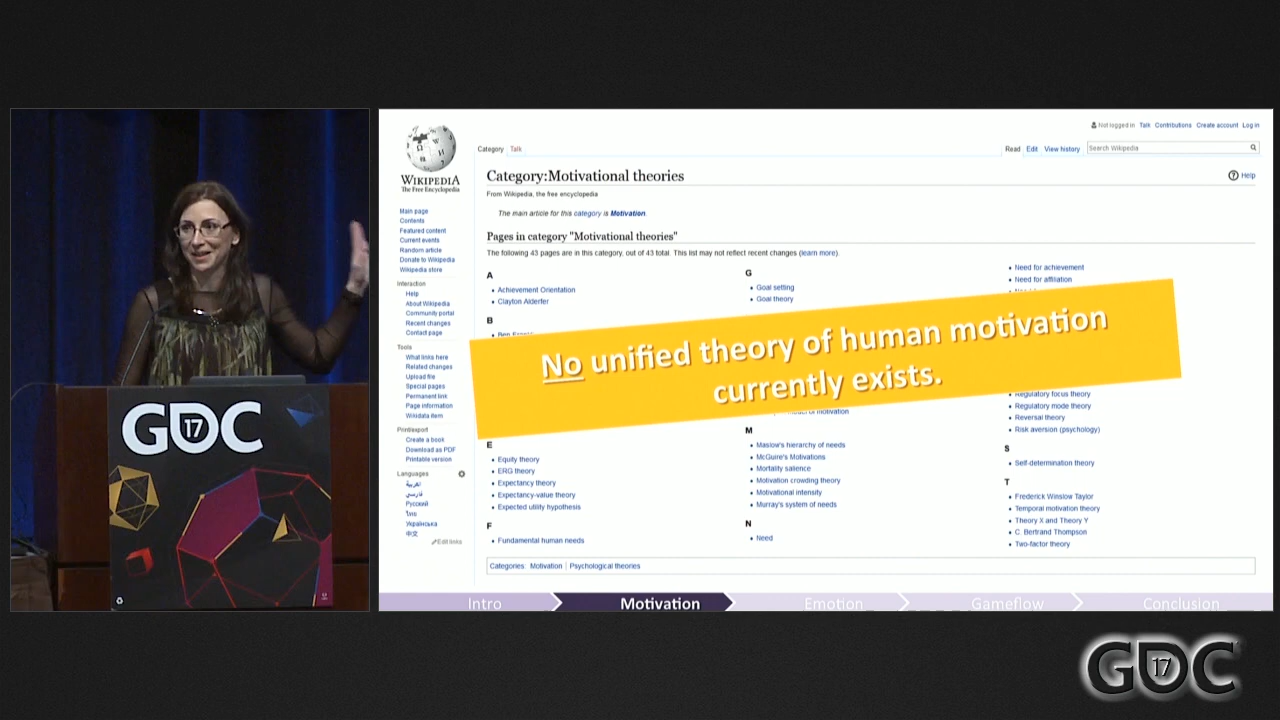 GDC
17
WIKIPEDIA
The Free Encyclopedia
Main page
Contents
Featured content
Current events
Random article
Donate to Wikipedia
Wikipedia store
Interaction
Help
About Wikipedia
Community portal
Recent changes
Contact page
Tools
What links here
Related changes
Upload file
Special pages
Permanent link
Page information
Wikidata item
Print/export
Create a book
Download as PDF
Printable version
Languages
العربية
فارسی
Русский
ไทย
Українська
中文
Edit links
Not logged in Talk Contributions Create account Log in
Category Talk
Read Edit View history Search Wikipedia
Category:Motivational theories
Help
From Wikipedia, the free encyclopedia
The main article for this category is Motivation.
Pages in category "Motivational theories"
The following 43 pages are in this category, out of 43 total. This list may not reflect recent changes (learn more).
A
Achievement Orientation
Clayton Alderfer
B
E
Equity theory
ERG theory
Expectancy theory
Expectancy-value theory
Expected utility hypothesis
F
Fundamental human needs
G
Goal setting
Goal theory
of motivation
M
Maslow's hierarchy of needs
McGuire's Motivations
Mortality salience
Motivation crowding theory
Motivational intensity
Murray's system of needs
N
Need
Need for achievement
Need for affiliation
Regulatory focus theory
Regulatory mode theory
Reversal theory
Risk aversion (psychology)
S
Self-determination theory
T
Frederick Winslow Taylor
Temporal motivation theory
Theory X and Theory Y
C. Bertrand Thompson
Two-factor theory
No unified theory of human motivation
currently exists.
Categories: Motivation | Psychological theories
Intro
Motivation
Emotion
Gameflow
Conclusion
GDC
17